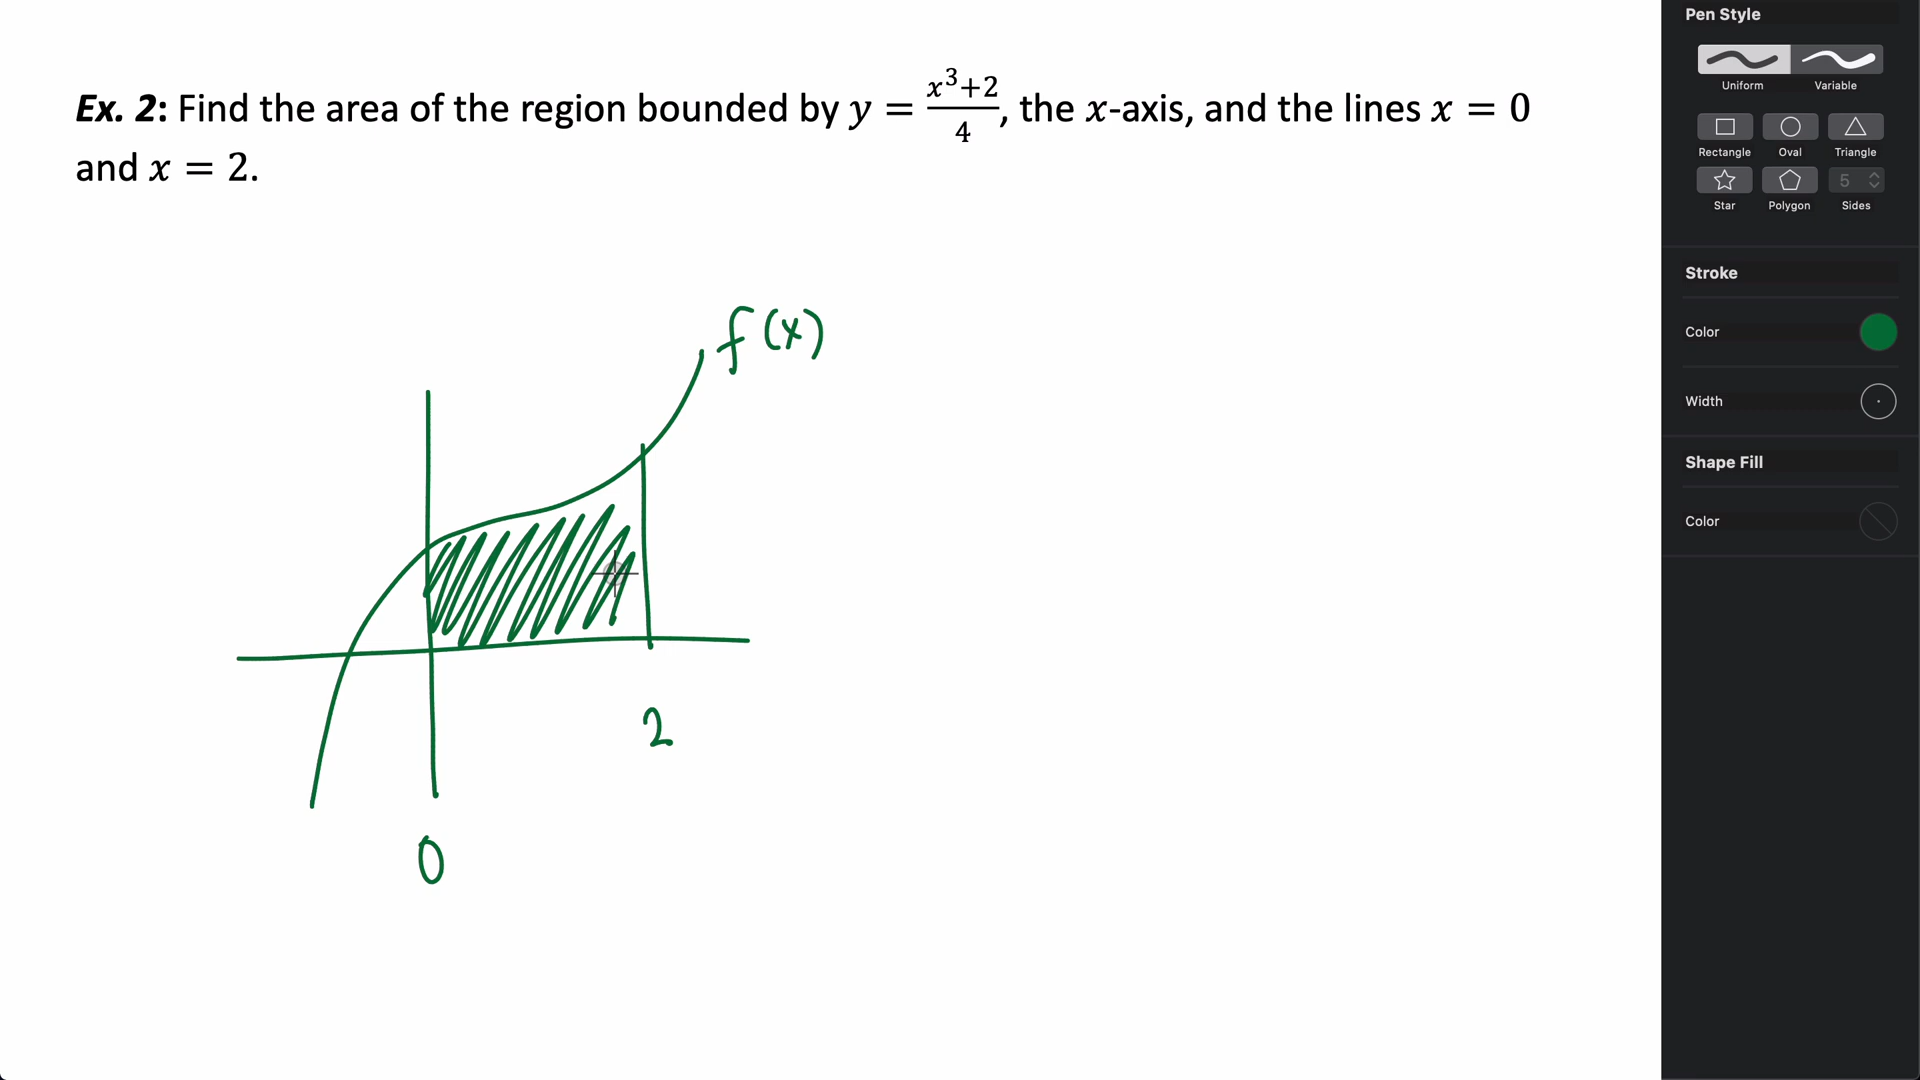 Ex. 2: Find the area of the region bounded by y = (x³+2)/4, the x-axis, and the lines x = 0
and x = 2.
f(x)
2
0
Pen Style
Uniform Variable
Rectangle Oval Triangle
5
Star Polygon Sides
Stroke
Color
Width
Shape Fill
Color